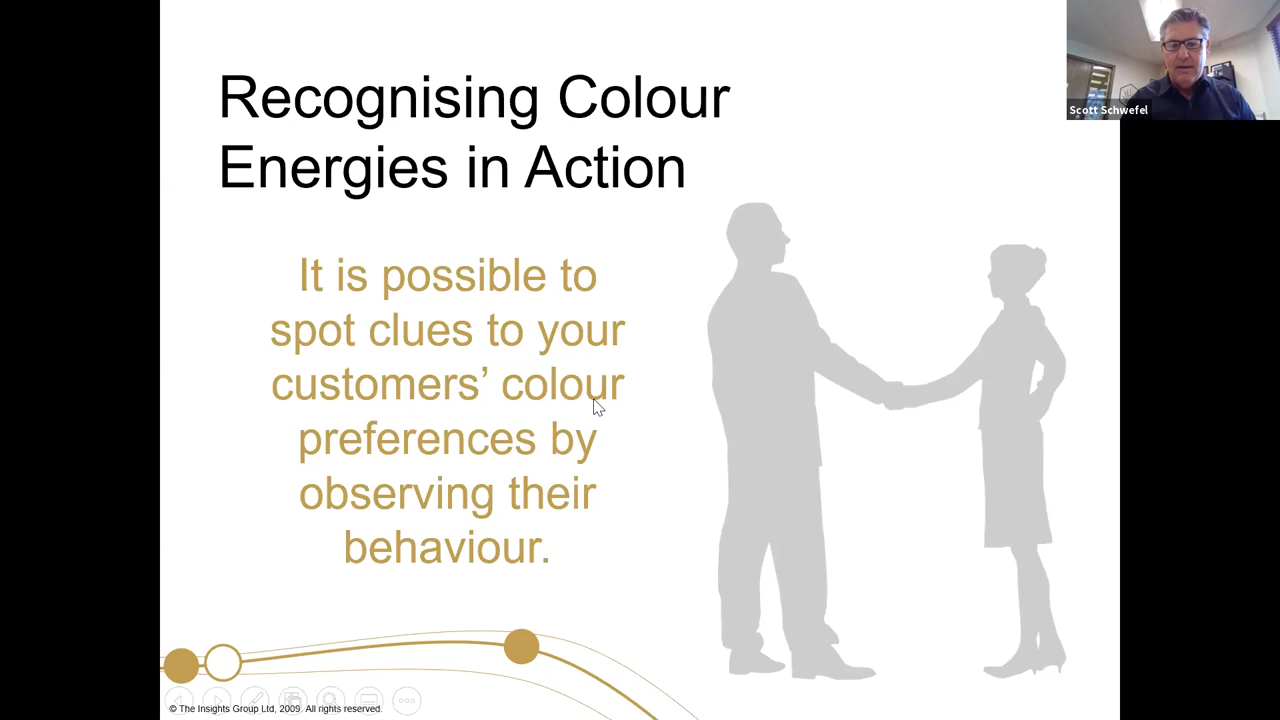 Recognising Colour
Energies in Action
It is possible to
spot clues to your
customers’ colour
preferences by
observing their
behaviour.
© The Insights Group Ltd, 2009. All rights reserved.
Scott Schwefel